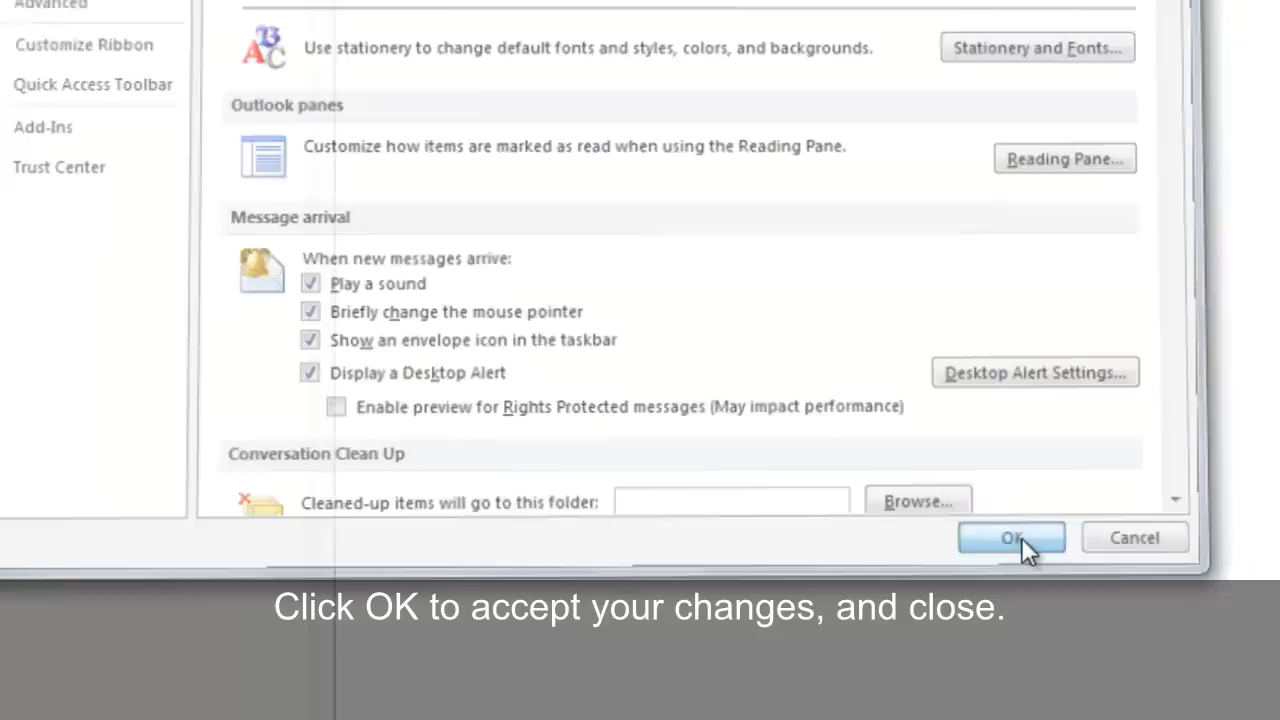 Advanced
Customize Ribbon
Quick Access Toolbar
Add-Ins
Trust Center
Use stationery to change default fonts and styles, colors, and backgrounds.
Stationery and Fonts...
Outlook panes
Customize how items are marked as read when using the Reading Pane.
Reading Pane...
Message arrival
When new messages arrive:
Play a sound
Briefly change the mouse pointer
Show an envelope icon in the taskbar
Display a Desktop Alert
Desktop Alert Settings...
Enable preview for Rights Protected messages (May impact performance)
Conversation Clean Up
Cleaned-up items will go to this folder:
Browse...
OK
Cancel
Click OK to accept your changes, and close.